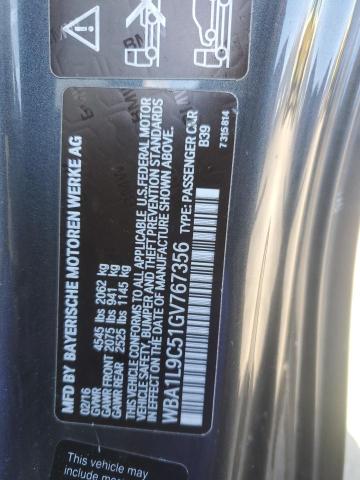 MFD BY BAYERISCHE MOTOREN WERKE AG
02/16
GVWR 4545 lbs 2062 kg
GAWR FRONT 2075 lbs 941 kg
GAWR REAR 2525 lbs 1145 kg
THIS VEHICLE CONFORMS TO ALL APPLICABLE U.S. FEDERAL MOTOR
VEHICLE SAFETY, BUMPER, AND THEFT PREVENTION STANDARDS
IN EFFECT ON THE DATE OF MANUFACTURE SHOWN ABOVE.
WBA1L9C51GV767356 TYPE: PASSENGER CAR
B39
7 315 814
This vehicle may
include